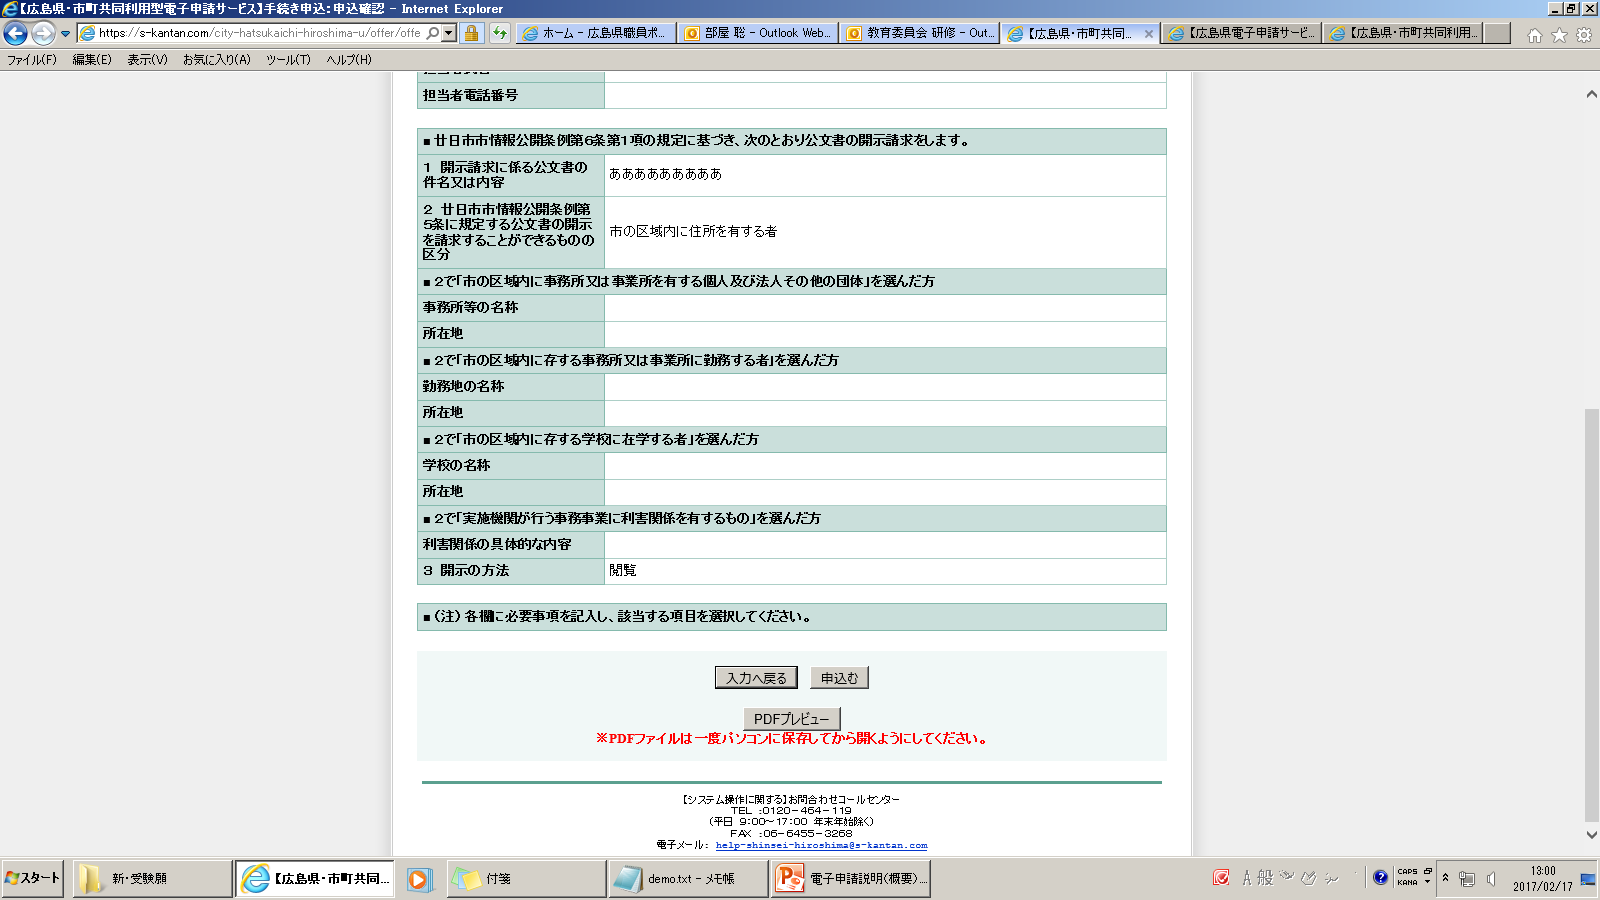 【広島県・市町共同利用型電子申請サービス】手続き申込：申込確認 - Internet Explorer
https://s-kantan.com/city-hatsukaichi-hiroshima-u/offer/offe
ホーム - 広島県職員ポ...
部屋 聡 - Outlook Web...
教育委員会 研修 - Out...
【広島県・市町共同...
【広島県電子申請サービ...
【広島県・市町共同利用...
ファイル(F) 編集(E) 表示(V) お気に入り(A) ツール(T) ヘルプ(H)
担当者電話番号
■廿日市市情報公開条例第６条第１項の規定に基づき、次のとおり公文書の開示請求をします。
１ 開示請求に係る公文書の
件名又は内容
あああああああああ
２ 廿日市市情報公開条例第
５条に規定する公文書の開示
を請求することができるものの
区分
市の区域内に住所を有する者
■２で「市の区域内に事務所又は事業所を有する個人及び法人その他の団体」を選んだ方
事務所等の名称
所在地
■２で「市の区域内に存する事務所又は事業所に勤務する者」を選んだ方
勤務地の名称
所在地
■２で「市の区域内に存する学校に在学する者」を選んだ方
学校の名称
所在地
■２で「実施機関が行う事務事業に利害関係を有するもの」を選んだ方
利害関係の具体的な内容
３ 開示の方法
閲覧
■（注）各欄に必要事項を記入し、該当する項目を選択してください。
入力へ戻る 申込む
PDFプレビュー
※PDFファイルは一度パソコンに保存してから開くようにしてください。
【システム操作に関する】お問合わせコールセンター
TEL ：0120-464-119
（平日 9:00～17:00 年末年始除く）
FAX ：06-6455-3268
電子メール： help-shinsei-hiroshima@s-kantan.com
スタート
新・受験願
【広島県・市町共同...
付箋
demo.txt - メモ帳
電子申請説明（概要）....
A 般
CAPS
KANA
13:00
2017/02/17